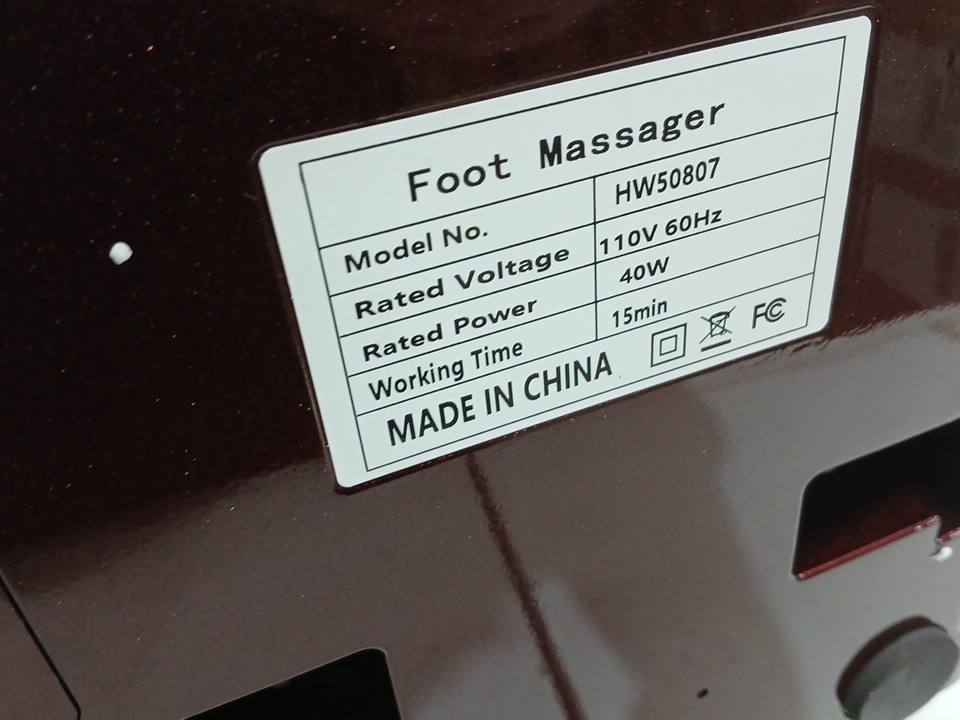 Foot Massager
Model No. HW50807
Rated Voltage 110V 60Hz
Rated Power 40W
Working Time 15min
MADE IN CHINA FC